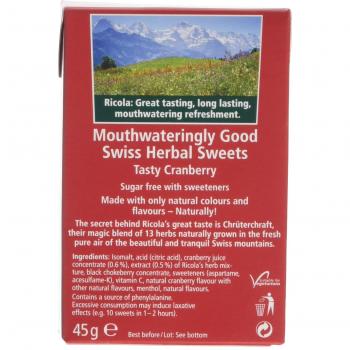 Ricola: Great tasting, long lasting,
mouthwatering refreshment.
Mouthwateringly Good
Swiss Herbal Sweets
Tasty Cranberry
Sugar free with sweeteners
Made with only natural colours and
flavours – Naturally!
The secret behind Ricola's great taste is Chrüterchraft,
their magic blend of 13 herbs naturally grown in the fresh
pure air of the beautiful and tranquil Swiss mountains.
Ingredients: Isomalt, acid (citric acid), cranberry juice
concentrate (0.6%), extract (0.5%) of Ricola's herb mix-
ture, black chokeberry concentrate, sweeteners (aspartame,
acesulfame-K), vitamin C, natural cranberry flavour with
other natural flavours, menthol, natural flavours.
Contains a source of phenylalanine.
Excessive consumption may induce laxative
effects (e.g. 10 sweets in 1–2 hours).
Suitable for
Vegetarians
45g e
Best before/Lot: See bottom